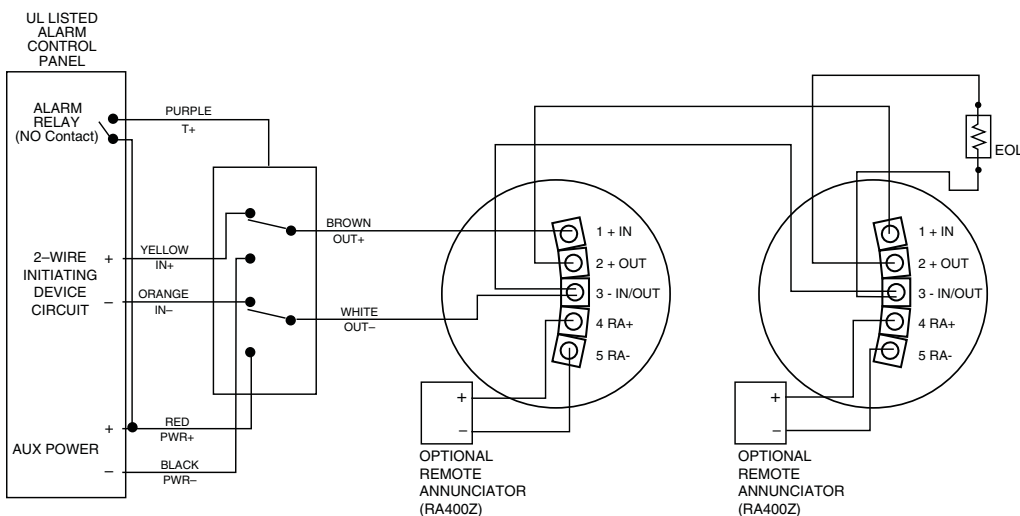 UL LISTED
ALARM
CONTROL
PANEL
ALARM
RELAY
(NO Contact)
PURPLE
T+
2–WIRE
INITIATING
DEVICE
CIRCUIT
+
–
YELLOW
IN+
ORANGE
IN–
BROWN
OUT+
WHITE
OUT–
AUX POWER
+
–
RED
PWR+
BLACK
PWR–
1 + IN
2 + OUT
3 - IN/OUT
4 RA+
5 RA-
+
–
OPTIONAL
REMOTE
ANNUNCIATOR
(RA400Z)
1 + IN
2 + OUT
3 - IN/OUT
4 RA+
5 RA-
+
–
OPTIONAL
REMOTE
ANNUNCIATOR
(RA400Z)
EOL